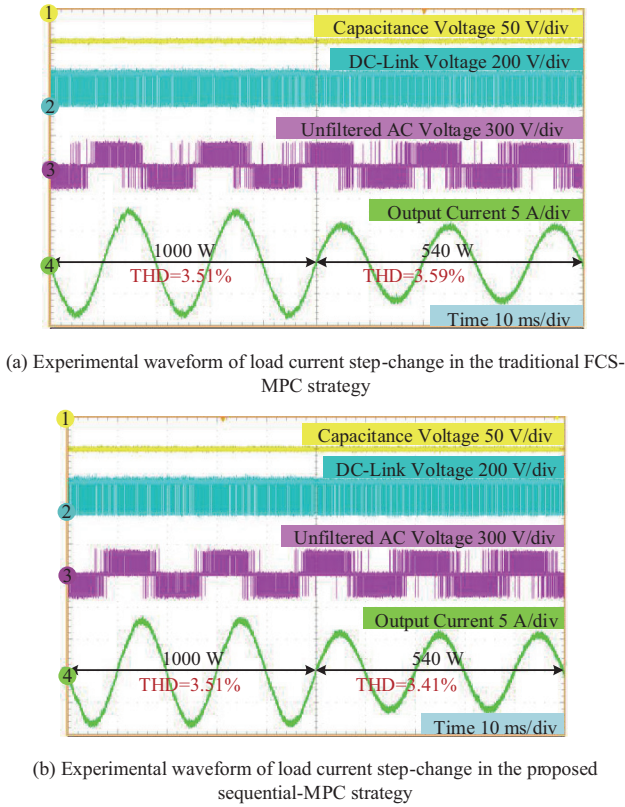 1
Capacitance Voltage 50 V/div
DC-Link Voltage 200 V/div
2
Unfiltered AC Voltage 300 V/div
3
Output Current 5 A/div
4
1000 W
540 W
THD=3.51%
THD=3.59%
Time 10 ms/div
(a) Experimental waveform of load current step-change in the traditional FCS-
MPC strategy
1
Capacitance Voltage 50 V/div
DC-Link Voltage 200 V/div
2
Unfiltered AC Voltage 300 V/div
3
Output Current 5 A/div
1000 W
540 W
4
THD=3.51%
THD=3.41%
Time 10 ms/div
(b) Experimental waveform of load current step-change in the proposed
sequential-MPC strategy